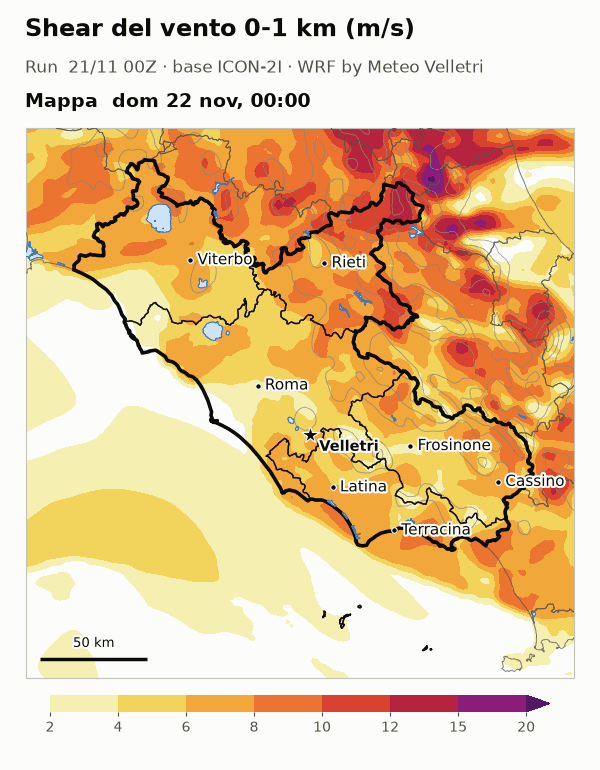 Shear del vento 0-1 km (m/s)
Run 21/11 00Z · base ICON-2I · WRF by Meteo Velletri
Mappa dom 22 nov, 00:00
Viterbo
Rieti
Roma
Velletri
Frosinone
Cassino
Latina
Terracina
50 km
2 4 6 8 10 12 15 20